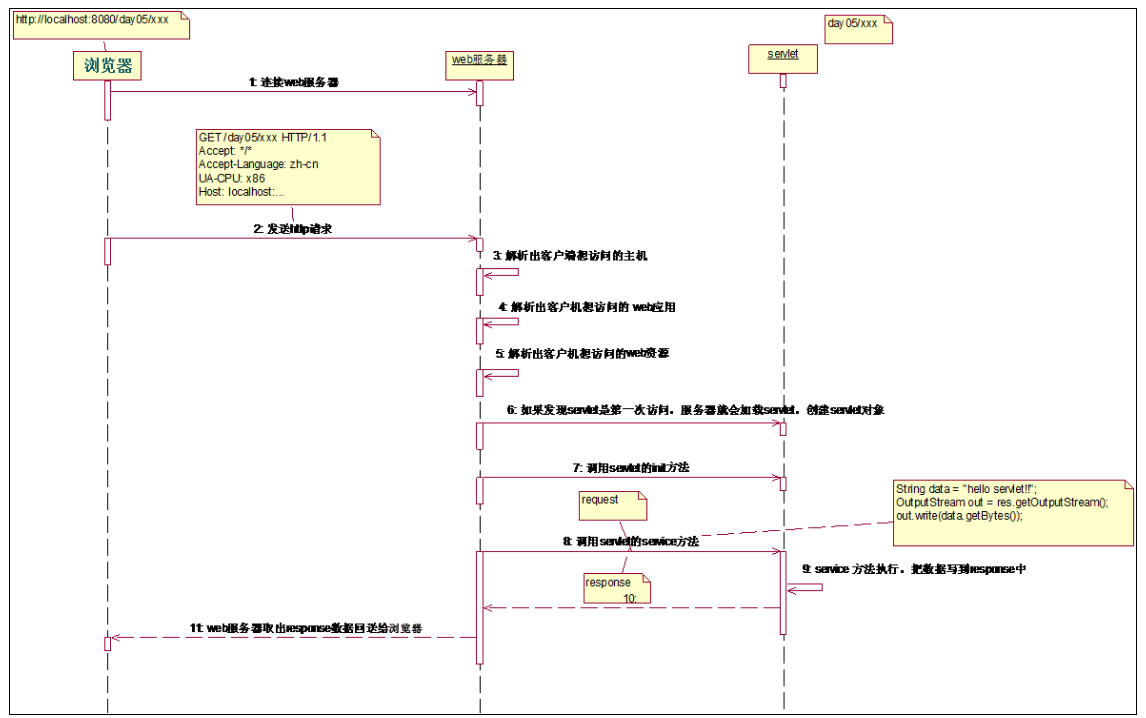 http://localhost:8080/day05/xxx
day05/xxx
浏览器
web服务器
servlet
1: 连接web服务器
GET /day05/xxx HTTP/1.1
Accept: */*
Accept-Language: zh-cn
UA-CPU: x86
Host: localhost:...
2: 发送http请求
3: 解析出客户端想访问的主机
4: 解析出客户机想访问的 web应用
5: 解析出客户机想访问的web资源
6: 如果发现servlet是第一次访问，服务器就会加载servlet，创建servlet对象
7: 调用servlet的init方法
request
String data = "hello servlet!!";
OutputStream out = res.getOutputStream();
out.write(data.getBytes());
8: 调用servlet的service方法
9: service 方法执行，把数据写到response中
response
10:
11: web服务器取出response数据回送给浏览器